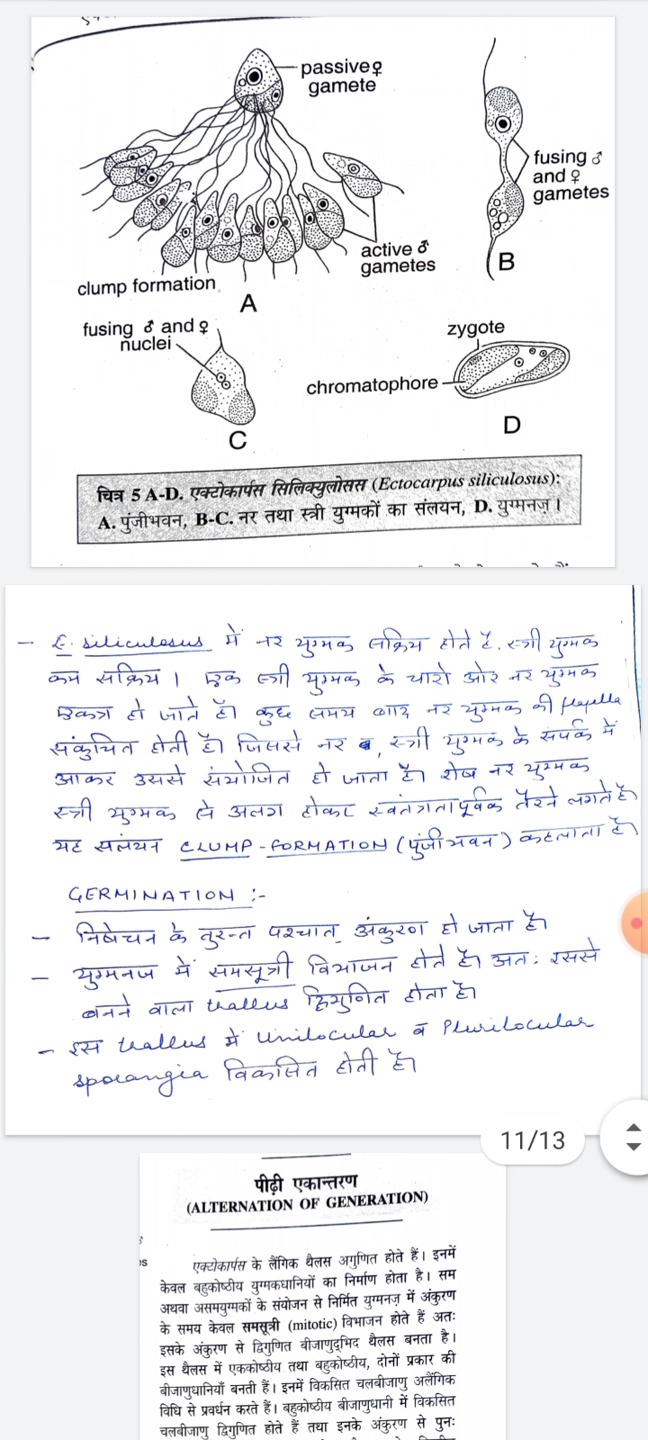 passive♀
gamete
fusing ♂
and ♀
gametes
active ♂
gametes
clump formation
A
B
fusing ♂ and ♀
nuclei
zygote
chromatophore
C
D
चित्र 5 A-D. एक्टोकार्पस सिलिक्युलोसस (Ectocarpus siliculosus):
A. पुंजीभवन, B-C. नर तथा स्त्री युग्मकों का संलयन, D. युग्मनज़ ।
- E. siliculosus में नर युग्मक सक्रिय होते है. स्त्री युग्मक
कम सक्रिय । एक स्त्री युग्मक के चारो ओर नर युग्मक
एकत्र हो जाते हैं। कुछ समय बाद नर युग्मक की flagella
संकुचित होती है। जिससे नर, स्त्री युग्मक के संपर्क में
आकर उससे संयोजित हो जाता है। शेष नर युग्मक
स्त्री युग्मक से अलग होकर स्वतंत्रतापूर्वक तैरने लगते है।
यह सलंयन CLUMP-FORMATION (पुंजीभवन) कहलाता है।
GERMINATION :-
- निषेचन के तुरन्त पश्चात् अंकुरण हो जाता है।
- युग्मनज में समसूत्री विभाजन होते है। अतः इससे
बनने वाला thallus द्विगुणित होता है।
- इस thallus में Unilocular व Plurilocular
sporangia विकसित होती है।
11/13
पीढ़ी एकान्तरण
(ALTERNATION OF GENERATION)
एक्टोकार्पस के लैंगिक थैलस अगुणित होते हैं। इनमें
केवल बहुकोष्ठीय युग्मकधानियों का निर्माण होता है। सम
अथवा असमयुग्मकों के संयोजन से निर्मित युग्मनज़ में अंकुरण
के समय केवल समसूत्री (mitotic) विभाजन होते हैं अतः
इसके अंकुरण से द्विगुणित बीजाणुद्भिद थैलस बनता है।
इस थैलस में एककोष्ठीय तथा बहुकोष्ठीय, दोनों प्रकार की
बीजाणुधानियाँ बनती हैं। इनमें विकसित चलबीजाणु अलैंगिक
विधि से प्रवर्धन करते हैं। बहुकोष्ठीय बीजाणुधानी में विकसित
चलबीजाणु द्विगुणित होते हैं तथा इनके अंकुरण से पुनः